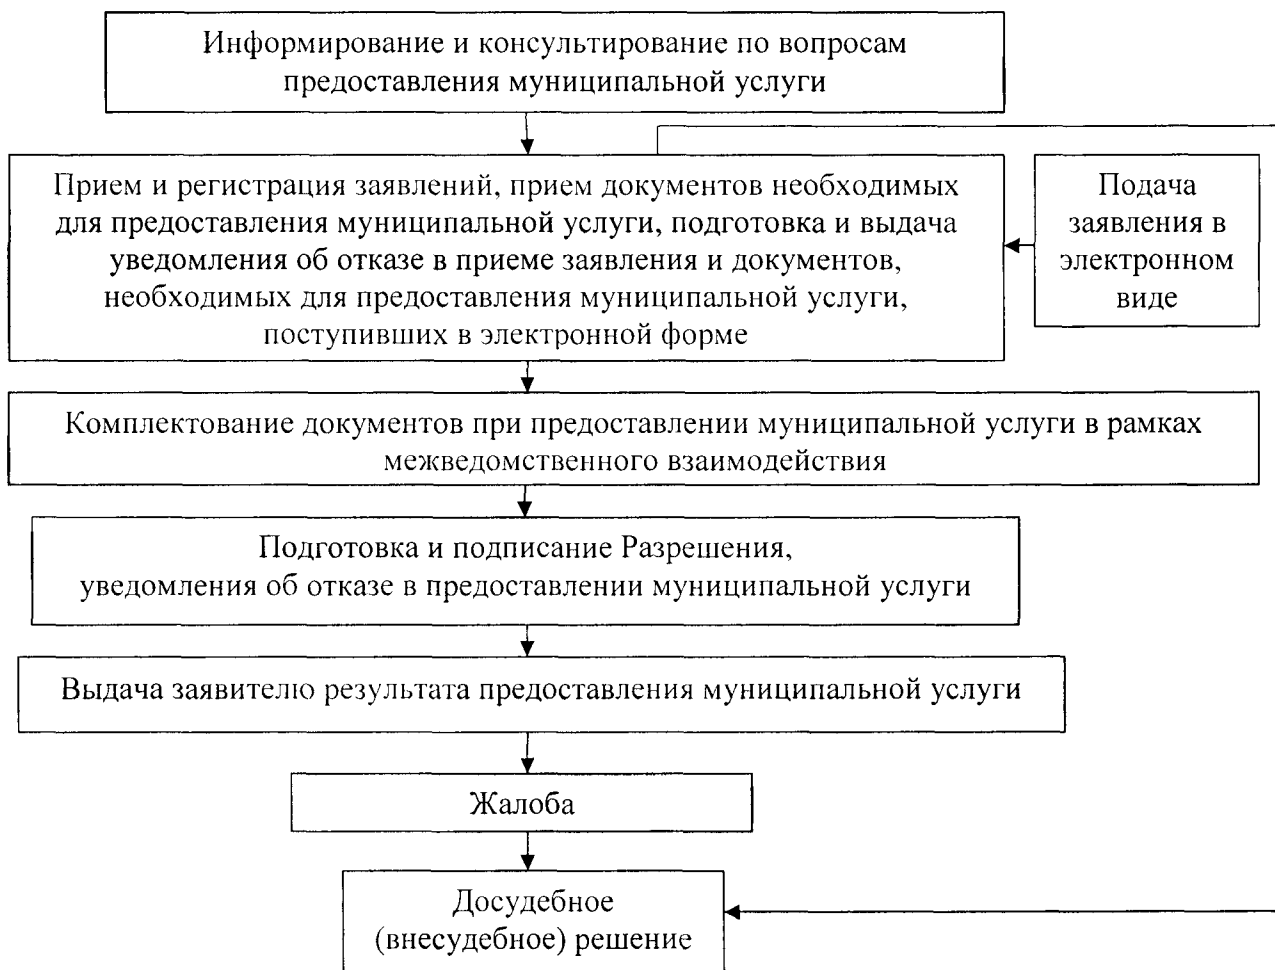 Информирование и консультирование по вопросам
предоставления муниципальной услуги
Прием и регистрация заявлений, прием документов необходимых
для предоставления муниципальной услуги, подготовка и выдача
уведомления об отказе в приеме заявления и документов,
необходимых для предоставления муниципальной услуги,
поступивших в электронной форме
Подача
заявления в
электронном
виде
Комплектование документов при предоставлении муниципальной услуги в рамках
межведомственного взаимодействия
Подготовка и подписание Разрешения,
уведомления об отказе в предоставлении муниципальной услуги
Выдача заявителю результата предоставления муниципальной услуги
Жалоба
Досудебное
(внесудебное) решение